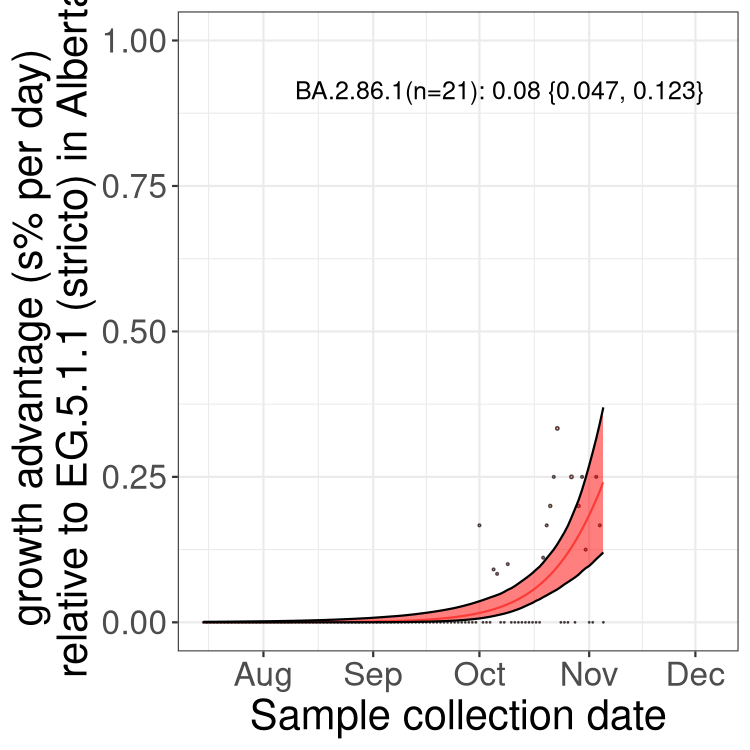 growth advantage (s% per day)
relative to EG.5.1.1 (stricto) in Alberta
1.00
BA.2.86.1(n=21): 0.08 {0.047, 0.123}
0.75
0.50
0.25
0.00
Aug Sep Oct Nov Dec
Sample collection date